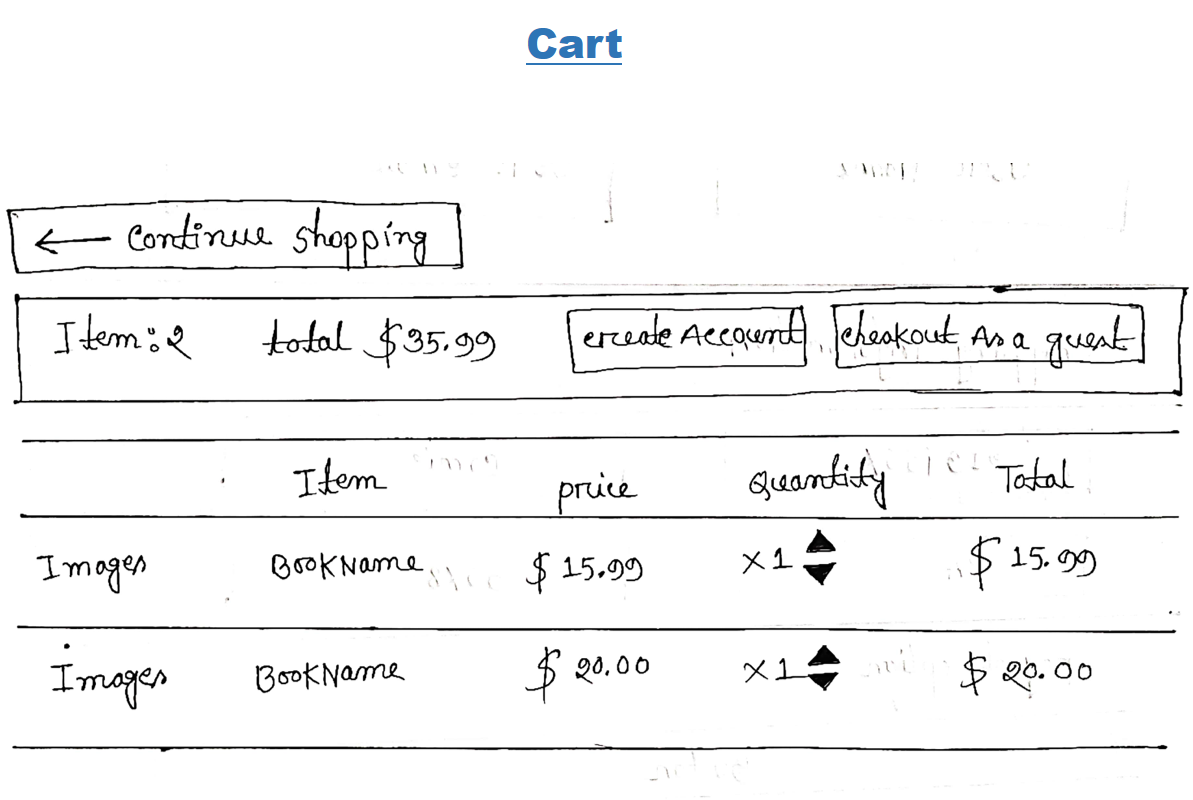 Cart
← Continue shopping
Item:2 total $35.99 create Account checkout As a guest
Item price Quantity Total
Images BookName $15.99 x1 $15.99
Images BookName $20.00 x1 $20.00